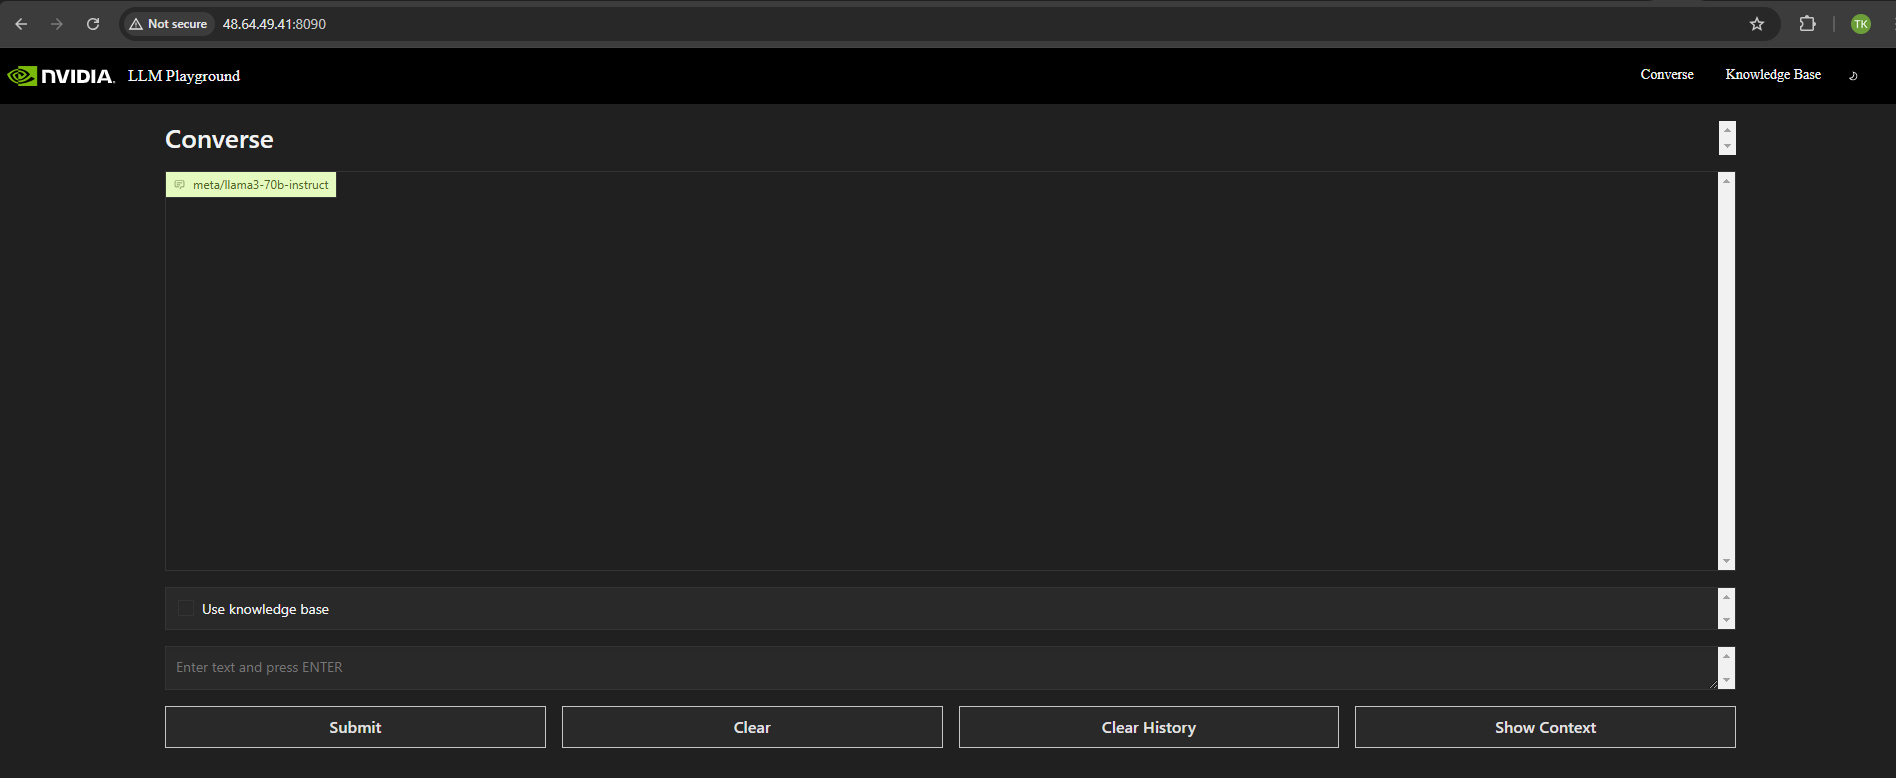 Not secure 48.64.49.41:8090 TK
NVIDIA. LLM Playground Converse Knowledge Base
Converse
meta/llama3-70b-instruct
Use knowledge base
Enter text and press ENTER
Submit Clear Clear History Show Context